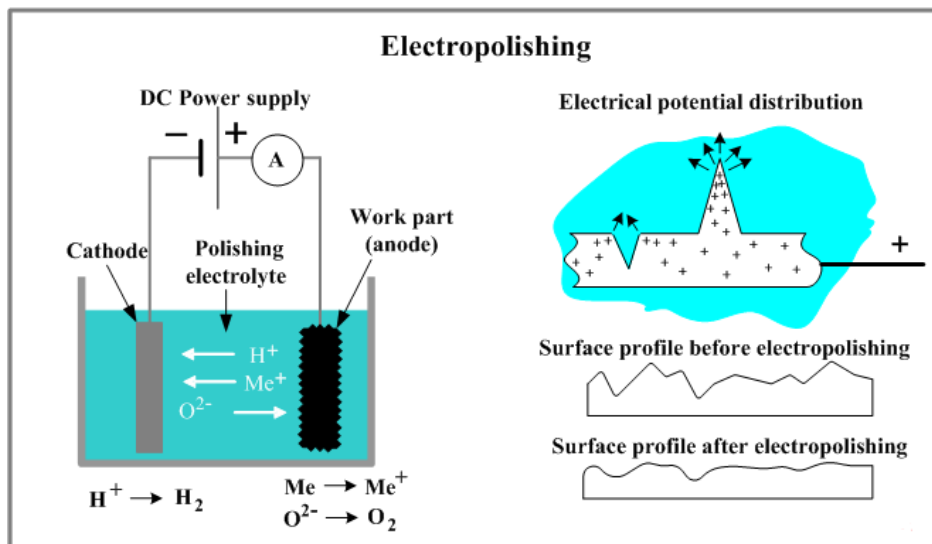 Electropolishing
DC Power supply
− +
A
Work part
(anode)
Cathode
Polishing
electrolyte
H⁺
Me⁺
O²⁻
H⁺ → H₂
Me → Me⁺
O²⁻ → O₂
Electrical potential distribution
+
Surface profile before electropolishing
Surface profile after electropolishing